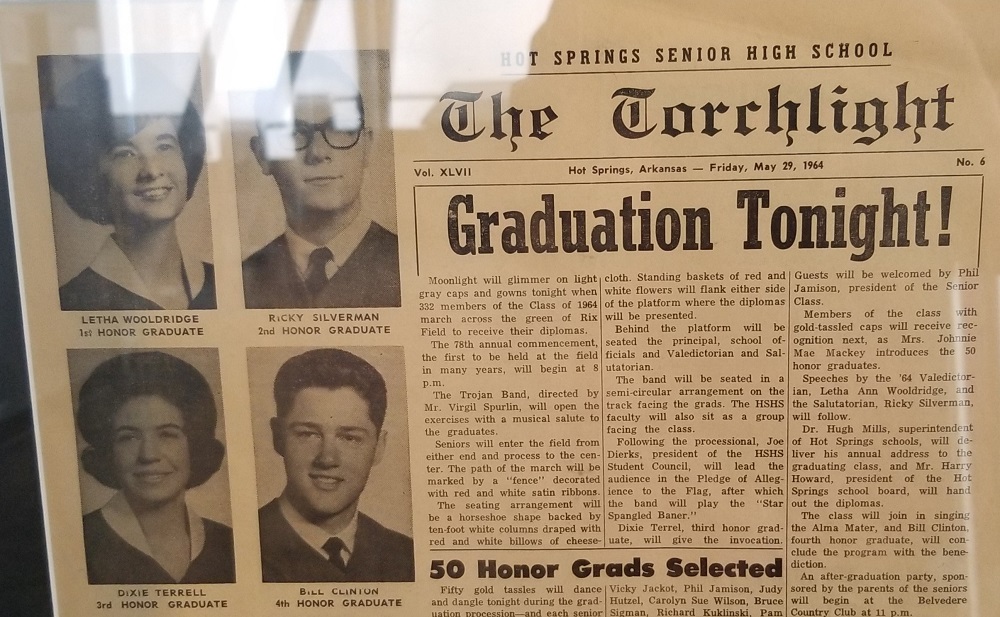 HOT SPRINGS SENIOR HIGH SCHOOL
The Torchlight
Vol. XLVII
Hot Springs, Arkansas — Friday, May 29, 1964
No. 6
Graduation Tonight!
LETHA WOOLDRIDGE
1st HONOR GRADUATE
RICKY SILVERMAN
2nd HONOR GRADUATE
DIXIE TERRELL
3rd HONOR GRADUATE
BILL CLINTON
4th HONOR GRADUATE
Moonlight will glimmer on light
gray caps and gowns tonight when
332 members of the Class of 1964
march across the green of Rix
Field to receive their diplomas.
The 78th annual commencement,
the first to be held at the field
in many years, will begin at 8
p.m.
The Trojan Band, directed by
Mr. Virgil Spurlin, will open the
exercises with a musical salute to
the graduates.
Seniors will enter the field from
either end and process to the cen-
ter. The path of the march will be
marked by a "fence" decorated
with red and white satin ribbons.
The seating arrangement will
be a horseshoe shape backed by
ten-foot white columns draped with
red and white billows of cheese-
cloth. Standing baskets of red and
white flowers will flank either side
of the platform where the diplomas
will be presented.
Behind the platform will be
seated the principal, school of-
ficials and Valedictorian and Sal-
utatorian.
The band will be seated in a
semi-circular arrangement on the
track facing the grads. The HSHS
faculty will also sit as a group
facing the class.
Following the processional, Joe
Dierks, president of the HSHS
Student Council, will lead the
audience in the Pledge of Alleg-
ience to the Flag, after which
the band will play the "Star
Spangled Baner."
Dixie Terrel, third honor grad-
uate, will give the invocation.
Guests will be welcomed by Phil
Jamison, president of the Senior
Class.
Members of the class with
gold-tassled caps will receive rec-
ognition next, as Mrs. Johnnie
Mae Mackey introduces the 50
honor graduates.
Speeches by the '64 Valedictor-
ian, Letha Ann Wooldridge, and
the Salutatorian, Ricky Silverman,
will follow.
Dr. Hugh Mills, superintendent
of Hot Springs schools, will de-
liver his annual address to the
graduating class, and Mr. Harry
Howard, president of the Hot
Springs school board, will hand
out the diplomas.
The class will join in singing
the Alma Mater, and Bill Clinton,
fourth honor graduate, will con-
clude the program with the bene-
diction.
An after-graduation party, spon-
sored by the parents of the seniors
will begin at the Belvedere
Country Club at 11 p.m.
50 Honor Grads Selected
Fifty gold tassles will dance
and dangle tonight during the grad-
uation procession—and each senior
Vicky Jackot, Phil Jamison, Judy
Hutzel, Carolyn Sue Wilson, Bruce
Sigman, Richard Kuklinski, Pam